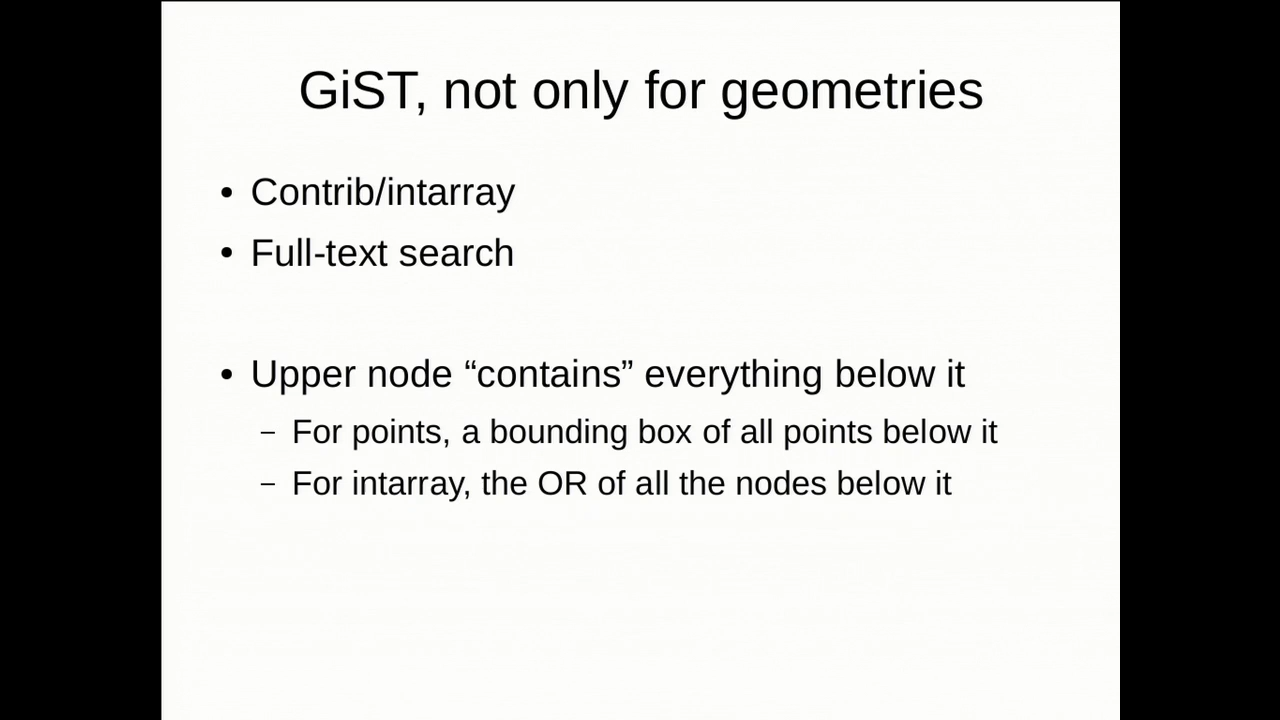 GiST, not only for geometries
• Contrib/intarray
• Full-text search
• Upper node “contains” everything below it
– For points, a bounding box of all points below it
– For intarray, the OR of all the nodes below it